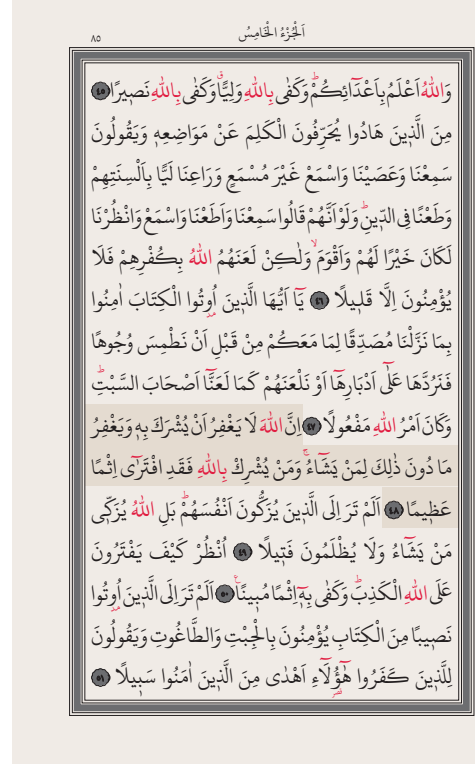 اَلْجُزْءُ الْخَامِسُ
٨٥
وَاللّٰهُ اَعْلَمُ بِاَعْدَٓائِكُمْۜ وَكَفٰى بِاللّٰهِ وَلِيًّاۗ وَكَفٰى بِاللّٰهِ نَصٖيرًا ﴿٤٥﴾
مِنَ الَّذٖينَ هَادُوا يُحَرِّفُونَ الْكَلِمَ عَنْ مَوَاضِعِهٖ وَيَقُولُونَ
سَمِعْنَا وَعَصَيْنَا وَاسْمَعْ غَيْرَ مُسْمَعٍ وَرَاعِنَا لَيًّا بِاَلْسِنَتِهِمْ
وَطَعْنًا فِي الدّٖينِۜ وَلَوْ اَنَّهُمْ قَالُوا سَمِعْنَا وَاَطَعْنَا وَاسْمَعْ وَانْظُرْنَا
لَكَانَ خَيْرًا لَهُمْ وَاَقْوَمَۙ وَلٰكِنْ لَعَنَهُمُ اللّٰهُ بِكُفْرِهِمْ فَلَا
يُؤْمِنُونَ اِلَّا قَلٖيلًا ﴿٤٦﴾ يَٓا اَيُّهَا الَّذٖينَ اُو۫تُوا الْكِتَابَ اٰمِنُوا
بِمَا نَزَّلْنَا مُصَدِّقًا لِمَا مَعَكُمْ مِنْ قَبْلِ اَنْ نَطْمِسَ وُجُوهًا
فَنَرُدَّهَا عَلٰٓى اَدْبَارِهَٓا اَوْ نَلْعَنَهُمْ كَمَا لَعَنَّٓا اَصْحَابَ السَّبْتِۜ
وَكَانَ اَمْرُ اللّٰهِ مَفْعُولًا ﴿٤٧﴾ اِنَّ اللّٰهَ لَا يَغْفِرُ اَنْ يُشْرَكَ بِهٖ وَيَغْفِرُ
مَا دُونَ ذٰلِكَ لِمَنْ يَشَٓاءُۚ وَمَنْ يُشْرِكْ بِاللّٰهِ فَقَدِ افْتَرٰٓى اِثْمًا
عَظٖيمًا ﴿٤٨﴾ اَلَمْ تَرَ اِلَى الَّذٖينَ يُزَكُّونَ اَنْفُسَهُمْۜ بَلِ اللّٰهُ يُزَكّٖى
مَنْ يَشَٓاءُ وَلَا يُظْلَمُونَ فَتٖيلًا ﴿٤٩﴾ اُنْظُرْ كَيْفَ يَفْتَرُونَ
عَلَى اللّٰهِ الْكَذِبَۜ وَكَفٰى بِهٖٓ اِثْمًا مُبٖينًا۟ ﴿٥٠﴾ اَلَمْ تَرَ اِلَى الَّذٖينَ اُو۫تُوا
نَصٖيبًا مِنَ الْكِتَابِ يُؤْمِنُونَ بِالْجِبْتِ وَالطَّاغُوتِ وَيَقُولُونَ
لِلَّذٖينَ كَفَرُوا هٰٓؤُ۬لَٓاءِ اَهْدٰى مِنَ الَّذٖينَ اٰمَنُوا سَبٖيلًا ﴿٥١﴾